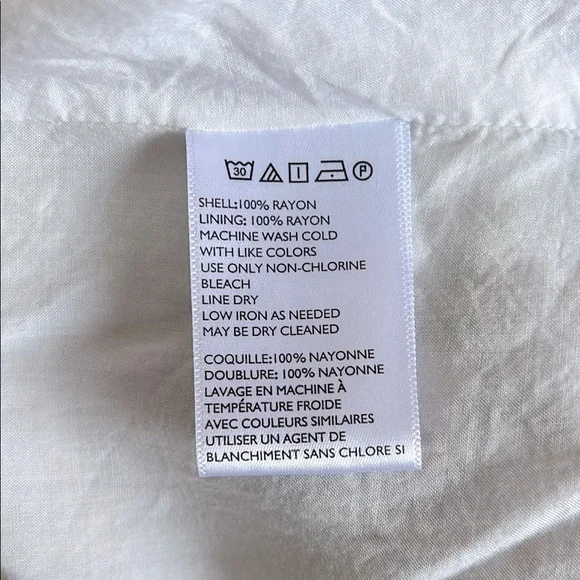 30 P
SHELL:100% RAYON
LINING: 100% RAYON
MACHINE WASH COLD
WITH LIKE COLORS
USE ONLY NON-CHLORINE
BLEACH
LINE DRY
LOW IRON AS NEEDED
MAY BE DRY CLEANED
COQUILLE:100% NAYONNE
DOUBLURE: 100% NAYONNE
LAVAGE EN MACHINE À
TEMPÉRATURE FROIDE
AVEC COULEURS SIMILAIRES
UTILISER UN AGENT DE
BLANCHIMENT SANS CHLORE SI